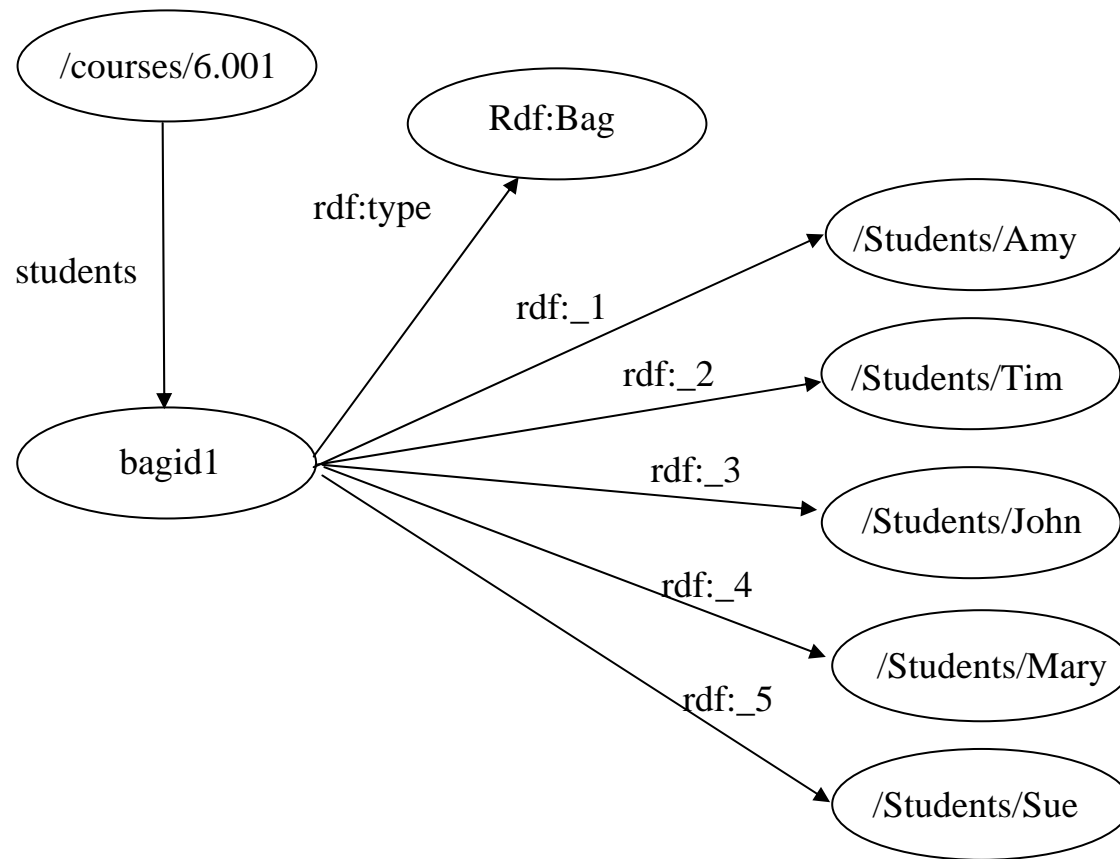 /courses/6.001
Rdf:Bag
rdf:type
/Students/Amy
students
rdf:_1
rdf:_2
/Students/Tim
bagid1
rdf:_3
/Students/John
rdf:_4
/Students/Mary
rdf:_5
/Students/Sue